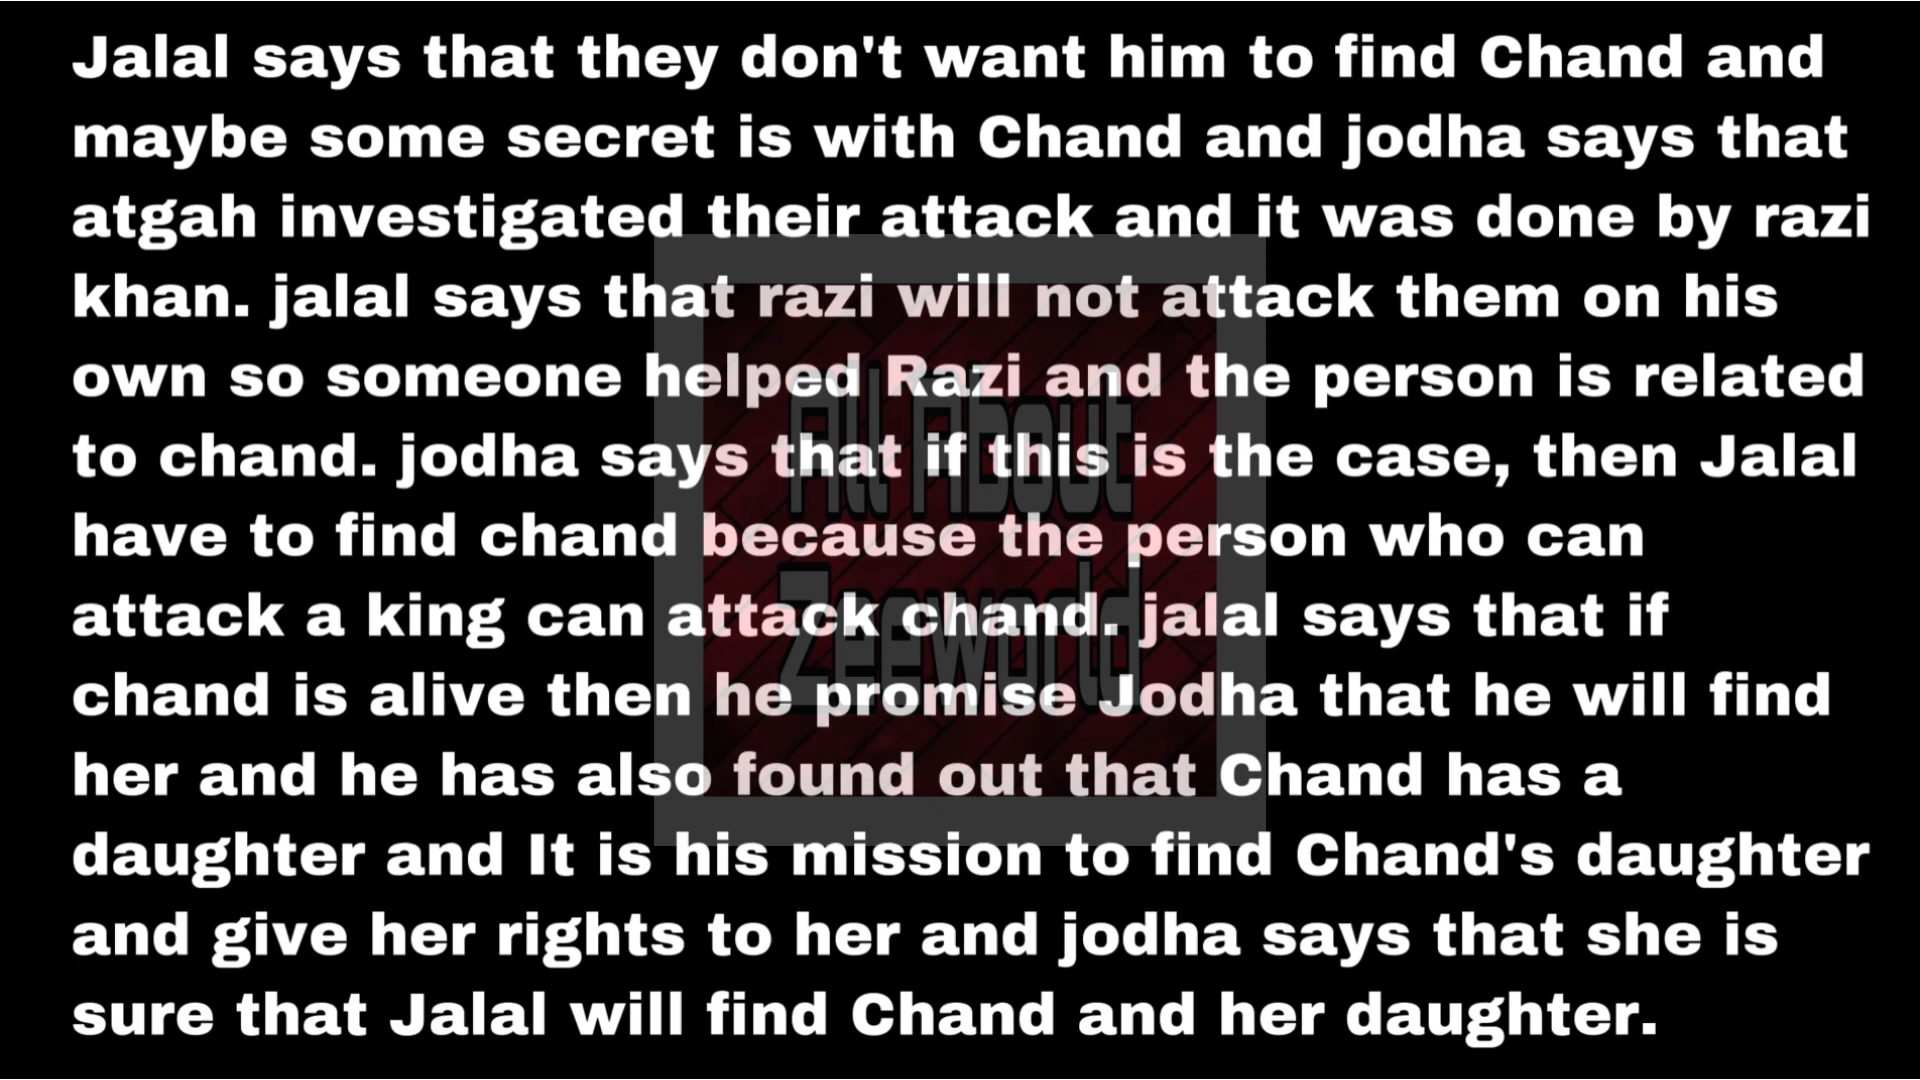 Jalal says that they don't want him to find Chand and
maybe some secret is with Chand and jodha says that
atgah investigated their attack and it was done by razi
khan. jalal says that razi will not attack them on his
own so someone helped Razi and the person is related
to chand. jodha says that if this is the case, then Jalal
have to find chand because the person who can
attack a king can attack chand. jalal says that if
chand is alive then he promise Jodha that he will find
her and he has also found out that Chand has a
daughter and It is his mission to find Chand's daughter
and give her rights to her and jodha says that she is
sure that Jalal will find Chand and her daughter.
All About
Zeeworld